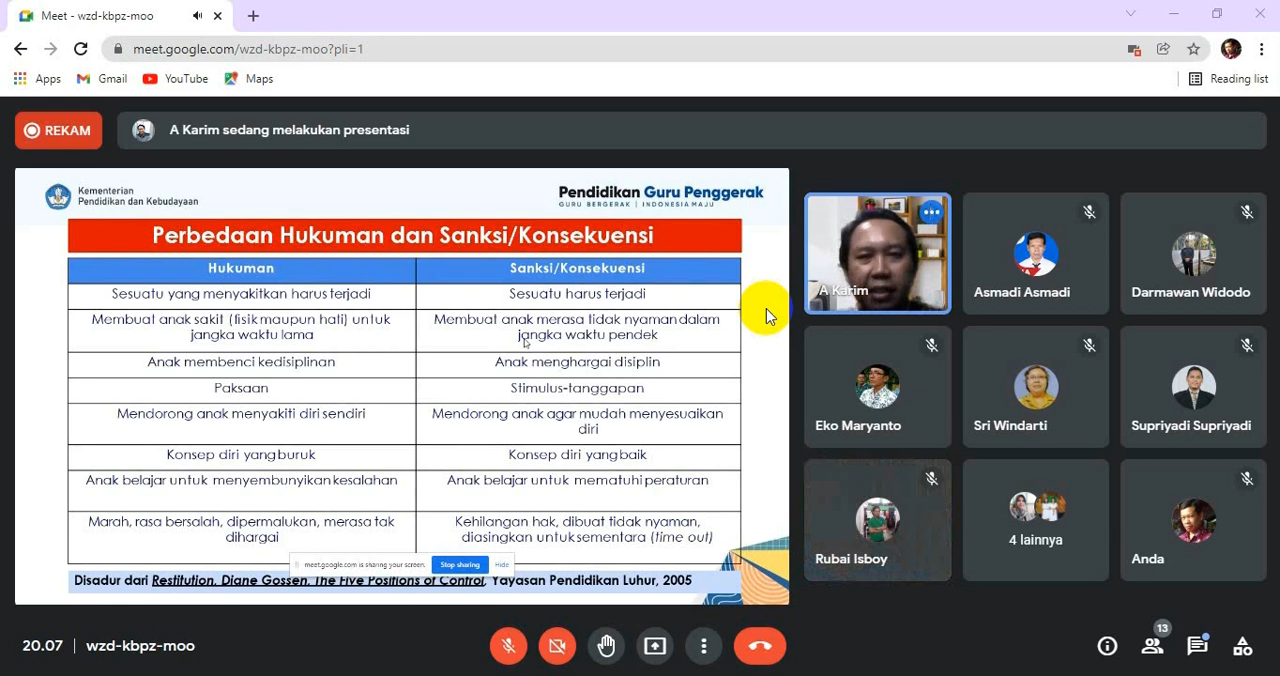 Meet - wzd-kbpz-moo
meet.google.com/wzd-kbpz-moo?pli=1
Apps Gmail YouTube Maps Reading list
REKAM A Karim sedang melakukan presentasi
Kementerian
Pendidikan dan Kebudayaan
Pendidikan Guru Penggerak
GURU BERGERAK | INDONESIA MAJU
Perbedaan Hukuman dan Sanksi/Konsekuensi
Hukuman Sanksi/Konsekuensi
Sesuatu yang menyakitkan harus terjadi Sesuatu harus terjadi
Membuat anak sakit (fisik maupun hati) untuk Membuat anak merasa tidak nyaman dalam
jangka waktu lama jangka waktu pendek
Anak membenci kedisiplinan Anak menghargai disiplin
Paksaan Stimulus-tanggapan
Mendorong anak menyakiti diri sendiri Mendorong anak agar mudah menyesuaikan
diri
Konsep diri yang buruk Konsep diri yang baik
Anak belajar untuk menyembunyikan kesalahan Anak belajar untuk mematuhi peraturan
Marah, rasa bersalah, dipermalukan, merasa tak Kehilangan hak, dibuat tidak nyaman,
dihargai diasingkan untuk sementara (time out)
meet.google.com is sharing your screen. Stop sharing Hide
Disadur dari Restitution. Diane Gossen. The Five Positions of Control, Yayasan Pendidikan Luhur, 2005
A Karim
Asmadi Asmadi
Darmawan Widodo
Eko Maryanto
Sri Windarti
Supriyadi Supriyadi
Rubai Isboy
4 lainnya
Anda
20.07 | wzd-kbpz-moo
13